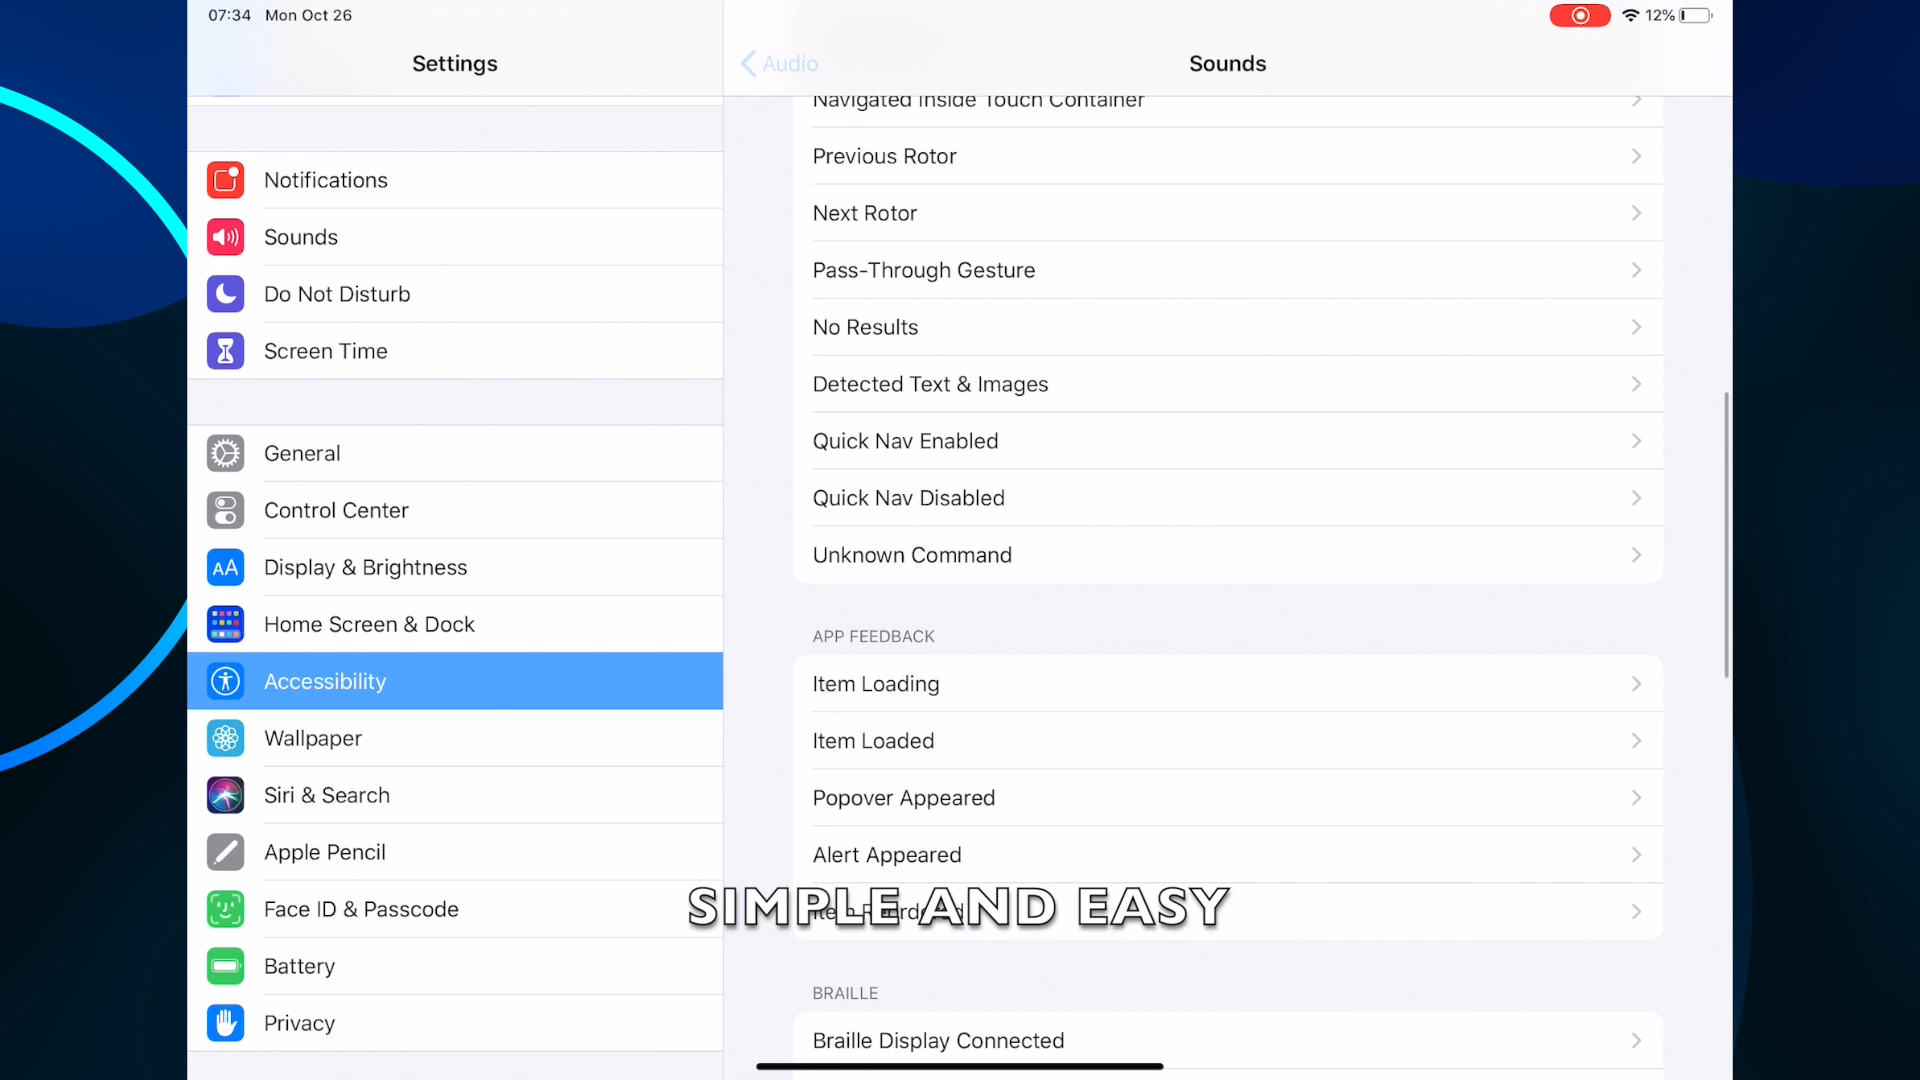 07:34 Mon Oct 26
12%
Settings
Notifications
Sounds
Do Not Disturb
Screen Time
General
Control Center
AA Display & Brightness
Home Screen & Dock
Accessibility
Wallpaper
Siri & Search
Apple Pencil
Face ID & Passcode
Battery
Privacy
Audio
Sounds
Navigated Inside Touch Container
Previous Rotor
Next Rotor
Pass-Through Gesture
No Results
Detected Text & Images
Quick Nav Enabled
Quick Nav Disabled
Unknown Command
APP FEEDBACK
Item Loading
Item Loaded
Popover Appeared
Alert Appeared
SIMPLE AND EASY
BRAILLE
Braille Display Connected